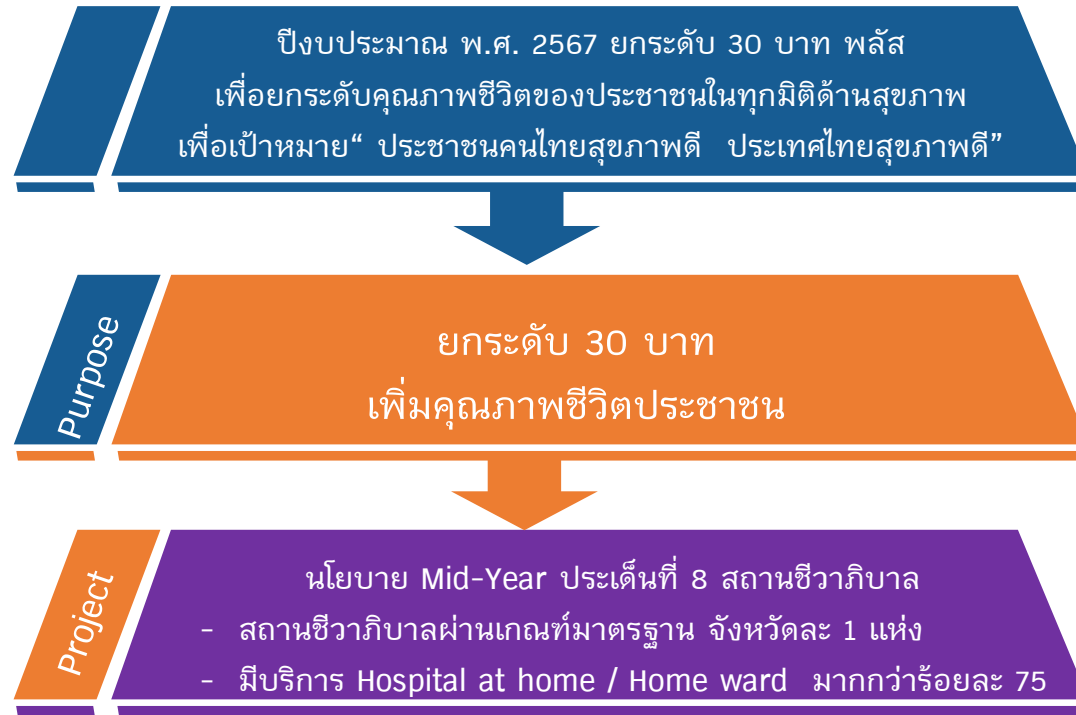 ปีงบประมาณ พ.ศ. 2567 ยกระดับ 30 บาท พลัส
เพื่อยกระดับคุณภาพชีวิตของประชาชนในทุกมิติด้านสุขภาพ
เพื่อเป้าหมาย“ ประชาชนคนไทยสุขภาพดี ประเทศไทยสุขภาพดี”
Purpose
ยกระดับ 30 บาท
เพิ่มคุณภาพชีวิตประชาชน
Project
นโยบาย Mid-Year ประเด็นที่ 8 สถานชีวาภิบาล
- สถานชีวาภิบาลผ่านเกณฑ์มาตรฐาน จังหวัดละ 1 แห่ง
- มีบริการ Hospital at home / Home ward มากกว่าร้อยละ 75